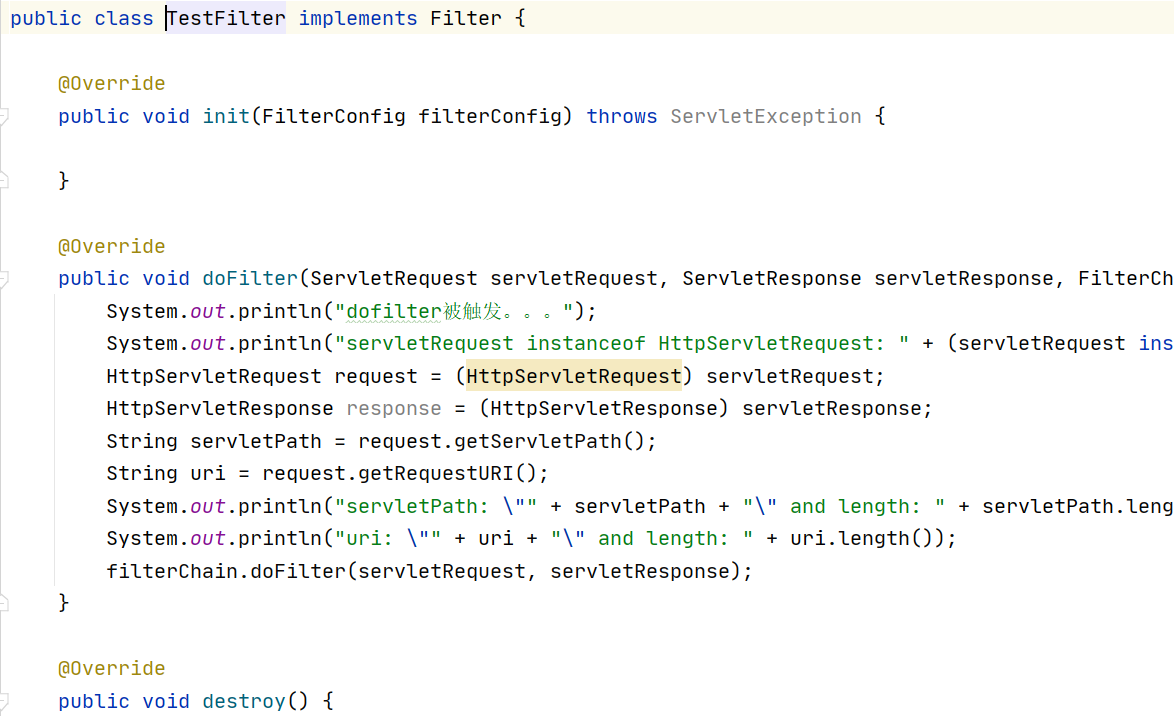 public class TestFilter implements Filter {
@Override
public void init(FilterConfig filterConfig) throws ServletException {
}
@Override
public void doFilter(ServletRequest servletRequest, ServletResponse servletResponse, FilterCh
System.out.println("dofilter被触发。。。");
System.out.println("servletRequest instanceof HttpServletRequest: " + (servletRequest ins
HttpServletRequest request = (HttpServletRequest) servletRequest;
HttpServletResponse response = (HttpServletResponse) servletResponse;
String servletPath = request.getServletPath();
String uri = request.getRequestURI();
System.out.println("servletPath: \"" + servletPath + "\" and length: " + servletPath.leng
System.out.println("uri: \"" + uri + "\" and length: " + uri.length());
filterChain.doFilter(servletRequest, servletResponse);
}
@Override
public void destroy() {